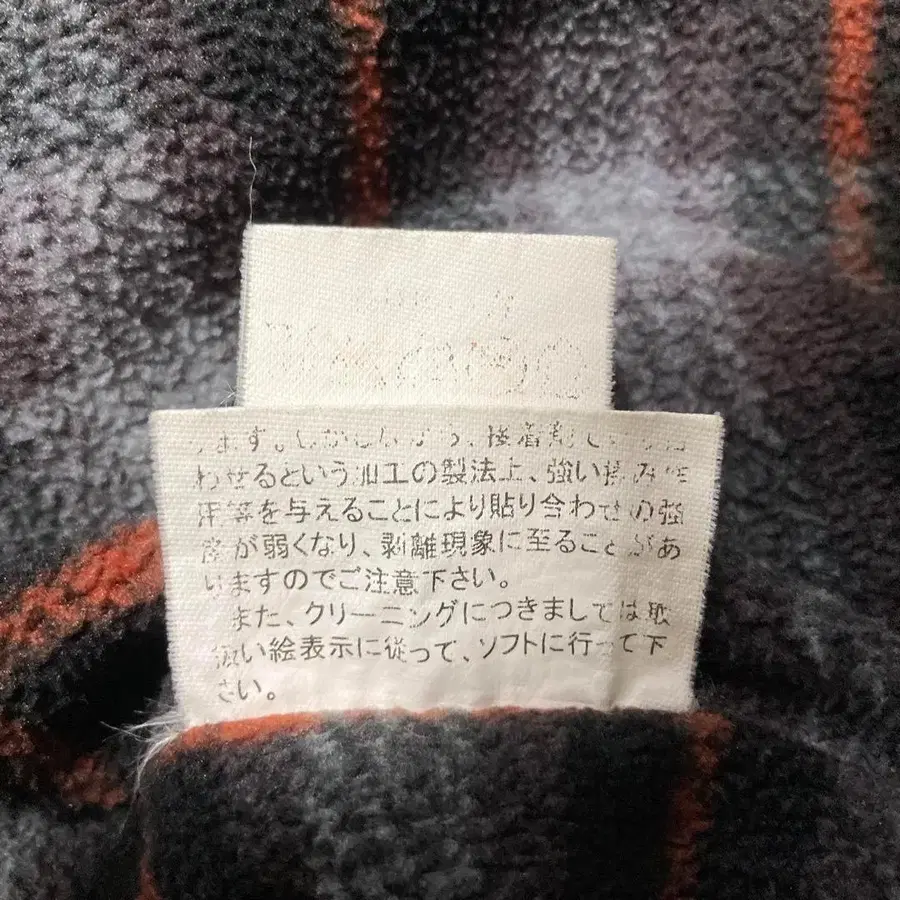 ます。しかしながら、接着剤で
わせるという加工の製法上、強い揉み
汗等を与えることにより貼り合わせの強
度が弱くなり、剥離現象に至ることがあ
りますのでご注意下さい。
また、クリーニングにつきましては取
扱い絵表示に従って、ソフトに行って下
さい。